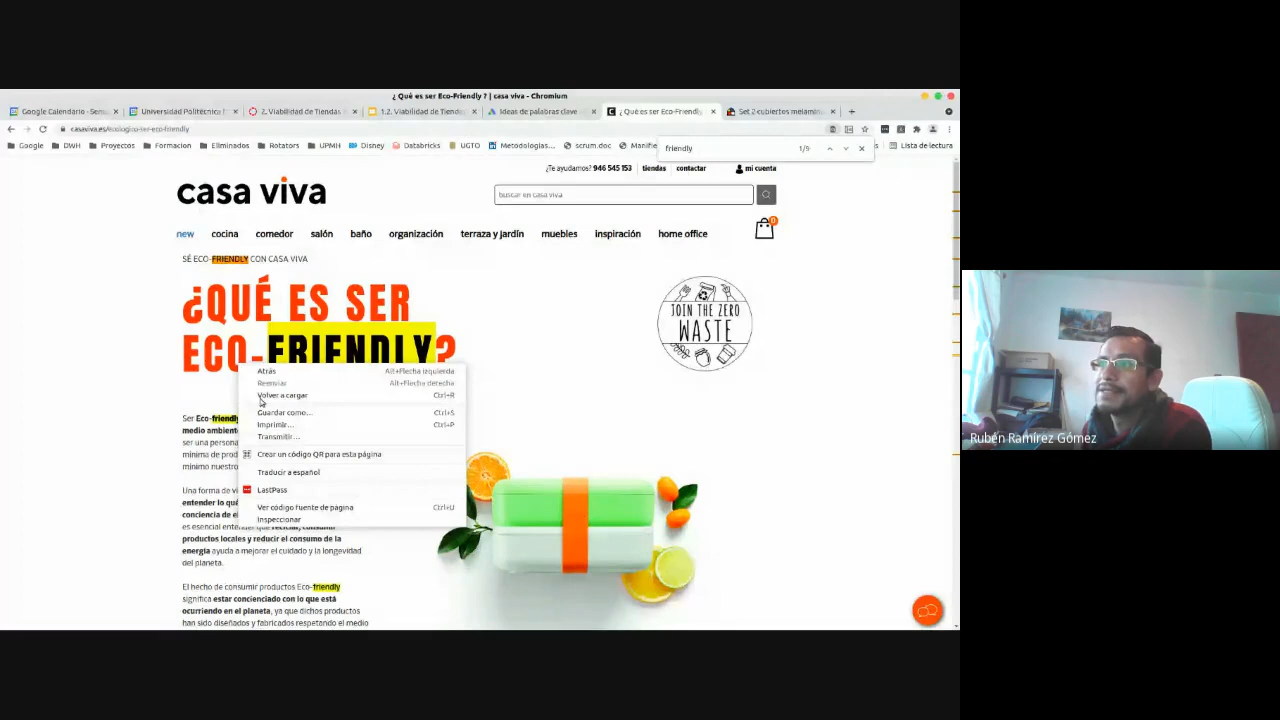 ¿ Qué es ser Eco-Friendly ? | casa viva - Chromium
Google Calendario - Sema
Universidad Politécnica
2. Viabilidad de Tiendas
1.2. Viabilidad de Tiendas
Ideas de palabras clave
¿ Qué es ser Eco-Friendly
Set 2 cubiertos melamin
casaviva.es/ecologico-ser-eco-friendly
Google
DWH
Proyectos
Formacion
Eliminados
Rotators
UPMH
Disney
Databricks
UGTO
Metodologías...
scrum.doc
Manifie
Lista de lectura
friendly
1/9
¿Te ayudamos? 946 545 153
tiendas
contactar
mi cuenta
casa viva
buscar en casa viva
new
cocina
comedor
salón
baño
organización
terraza y jardín
muebles
inspiración
home office
0
SÉ ECO-FRIENDLY CON CASA VIVA
¿QUÉ ES SER
ECO-FRIENDLY?
JOIN THE ZERO
WASTE
Atrás Alt+Flecha izquierda
Reenviar Alt+Flecha derecha
Volver a cargar Ctrl+R
Guardar como... Ctrl+S
Imprimir... Ctrl+P
Transmitir...
Crear un código QR para esta página
Traducir a español
LastPass
Ver código fuente de página Ctrl+U
Inspeccionar
Ser Eco-friendly
medio ambien
ser una persona
mínima de prod
mínimo nuestro
Una forma de vi
entender lo qu
conciencia de e
es esencial entender que reciclar, consumir
productos locales y reducir el consumo de la
energía ayuda a mejorar el cuidado y la longevidad
del planeta.
El hecho de consumir productos Eco-friendly
significa estar concienciado con lo que está
ocurriendo en el planeta, ya que dichos productos
han sido diseñados y fabricados respetando el medio
Rubén Ramírez Gómez